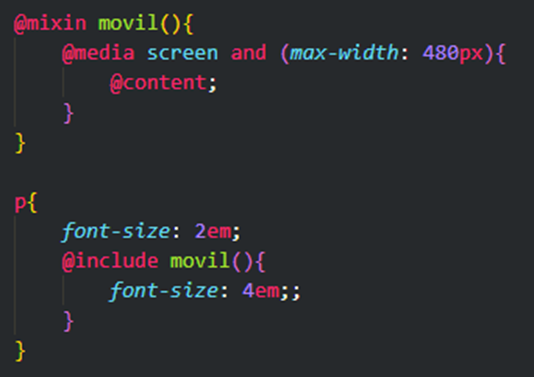 @mixin movil(){
@media screen and (max-width: 480px){
@content;
}
}
p{
font-size: 2em;
@include movil(){
font-size: 4em;;
}
}